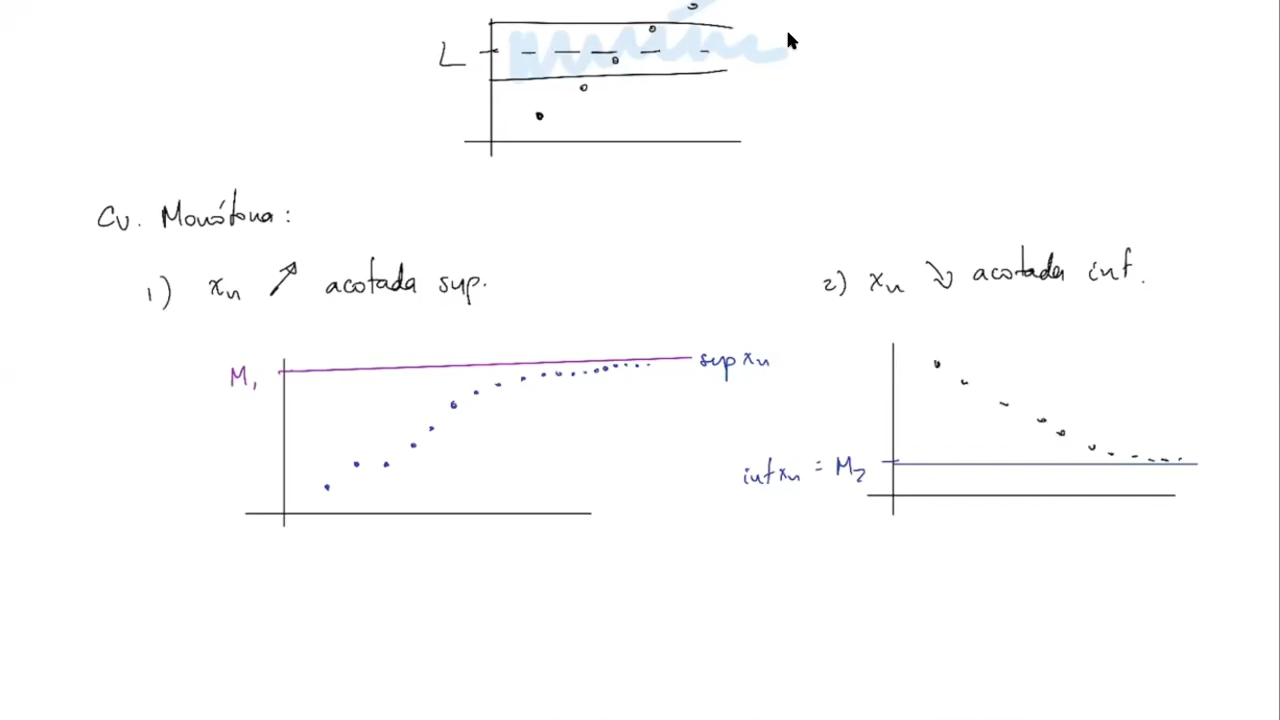 L
Cv. Monótona:
1) xn ↗ acotada sup.
2) xn ↘ acotada inf.
M1
sup xn
inf xn = M2